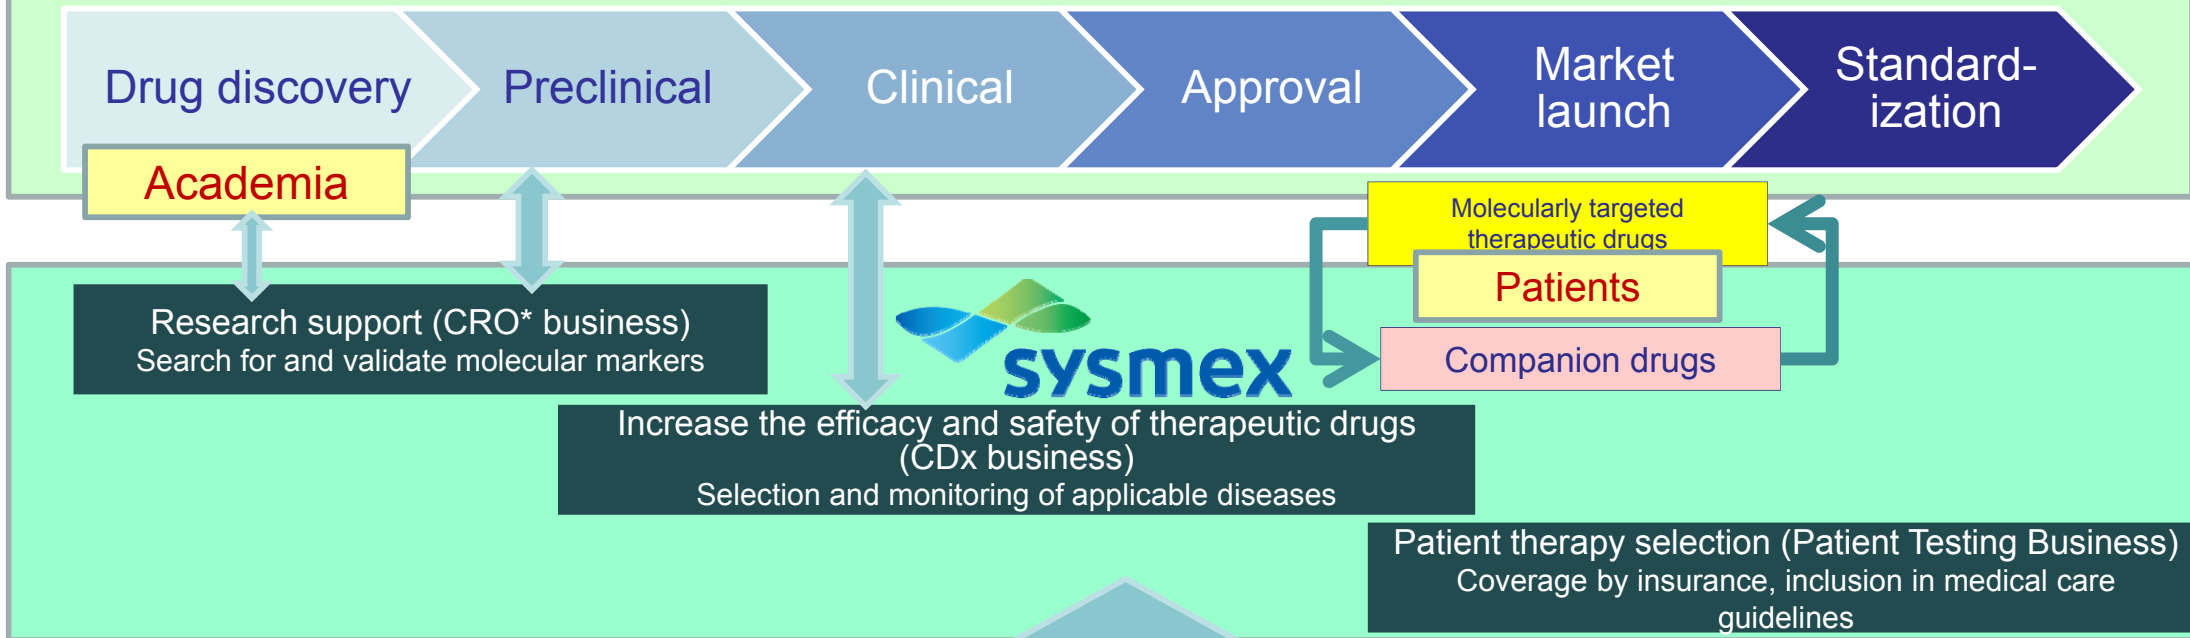 Drug discovery
Preclinical
Clinical
Approval
Market
launch
Standard-
ization
Academia
Molecularly targeted
therapeutic drugs
Patients
Companion drugs
Research support (CRO* business)
Search for and validate molecular markers
sysmex
Increase the efficacy and safety of therapeutic drugs
(CDx business)
Selection and monitoring of applicable diseases
Patient therapy selection (Patient Testing Business)
Coverage by insurance, inclusion in medical care
guidelines